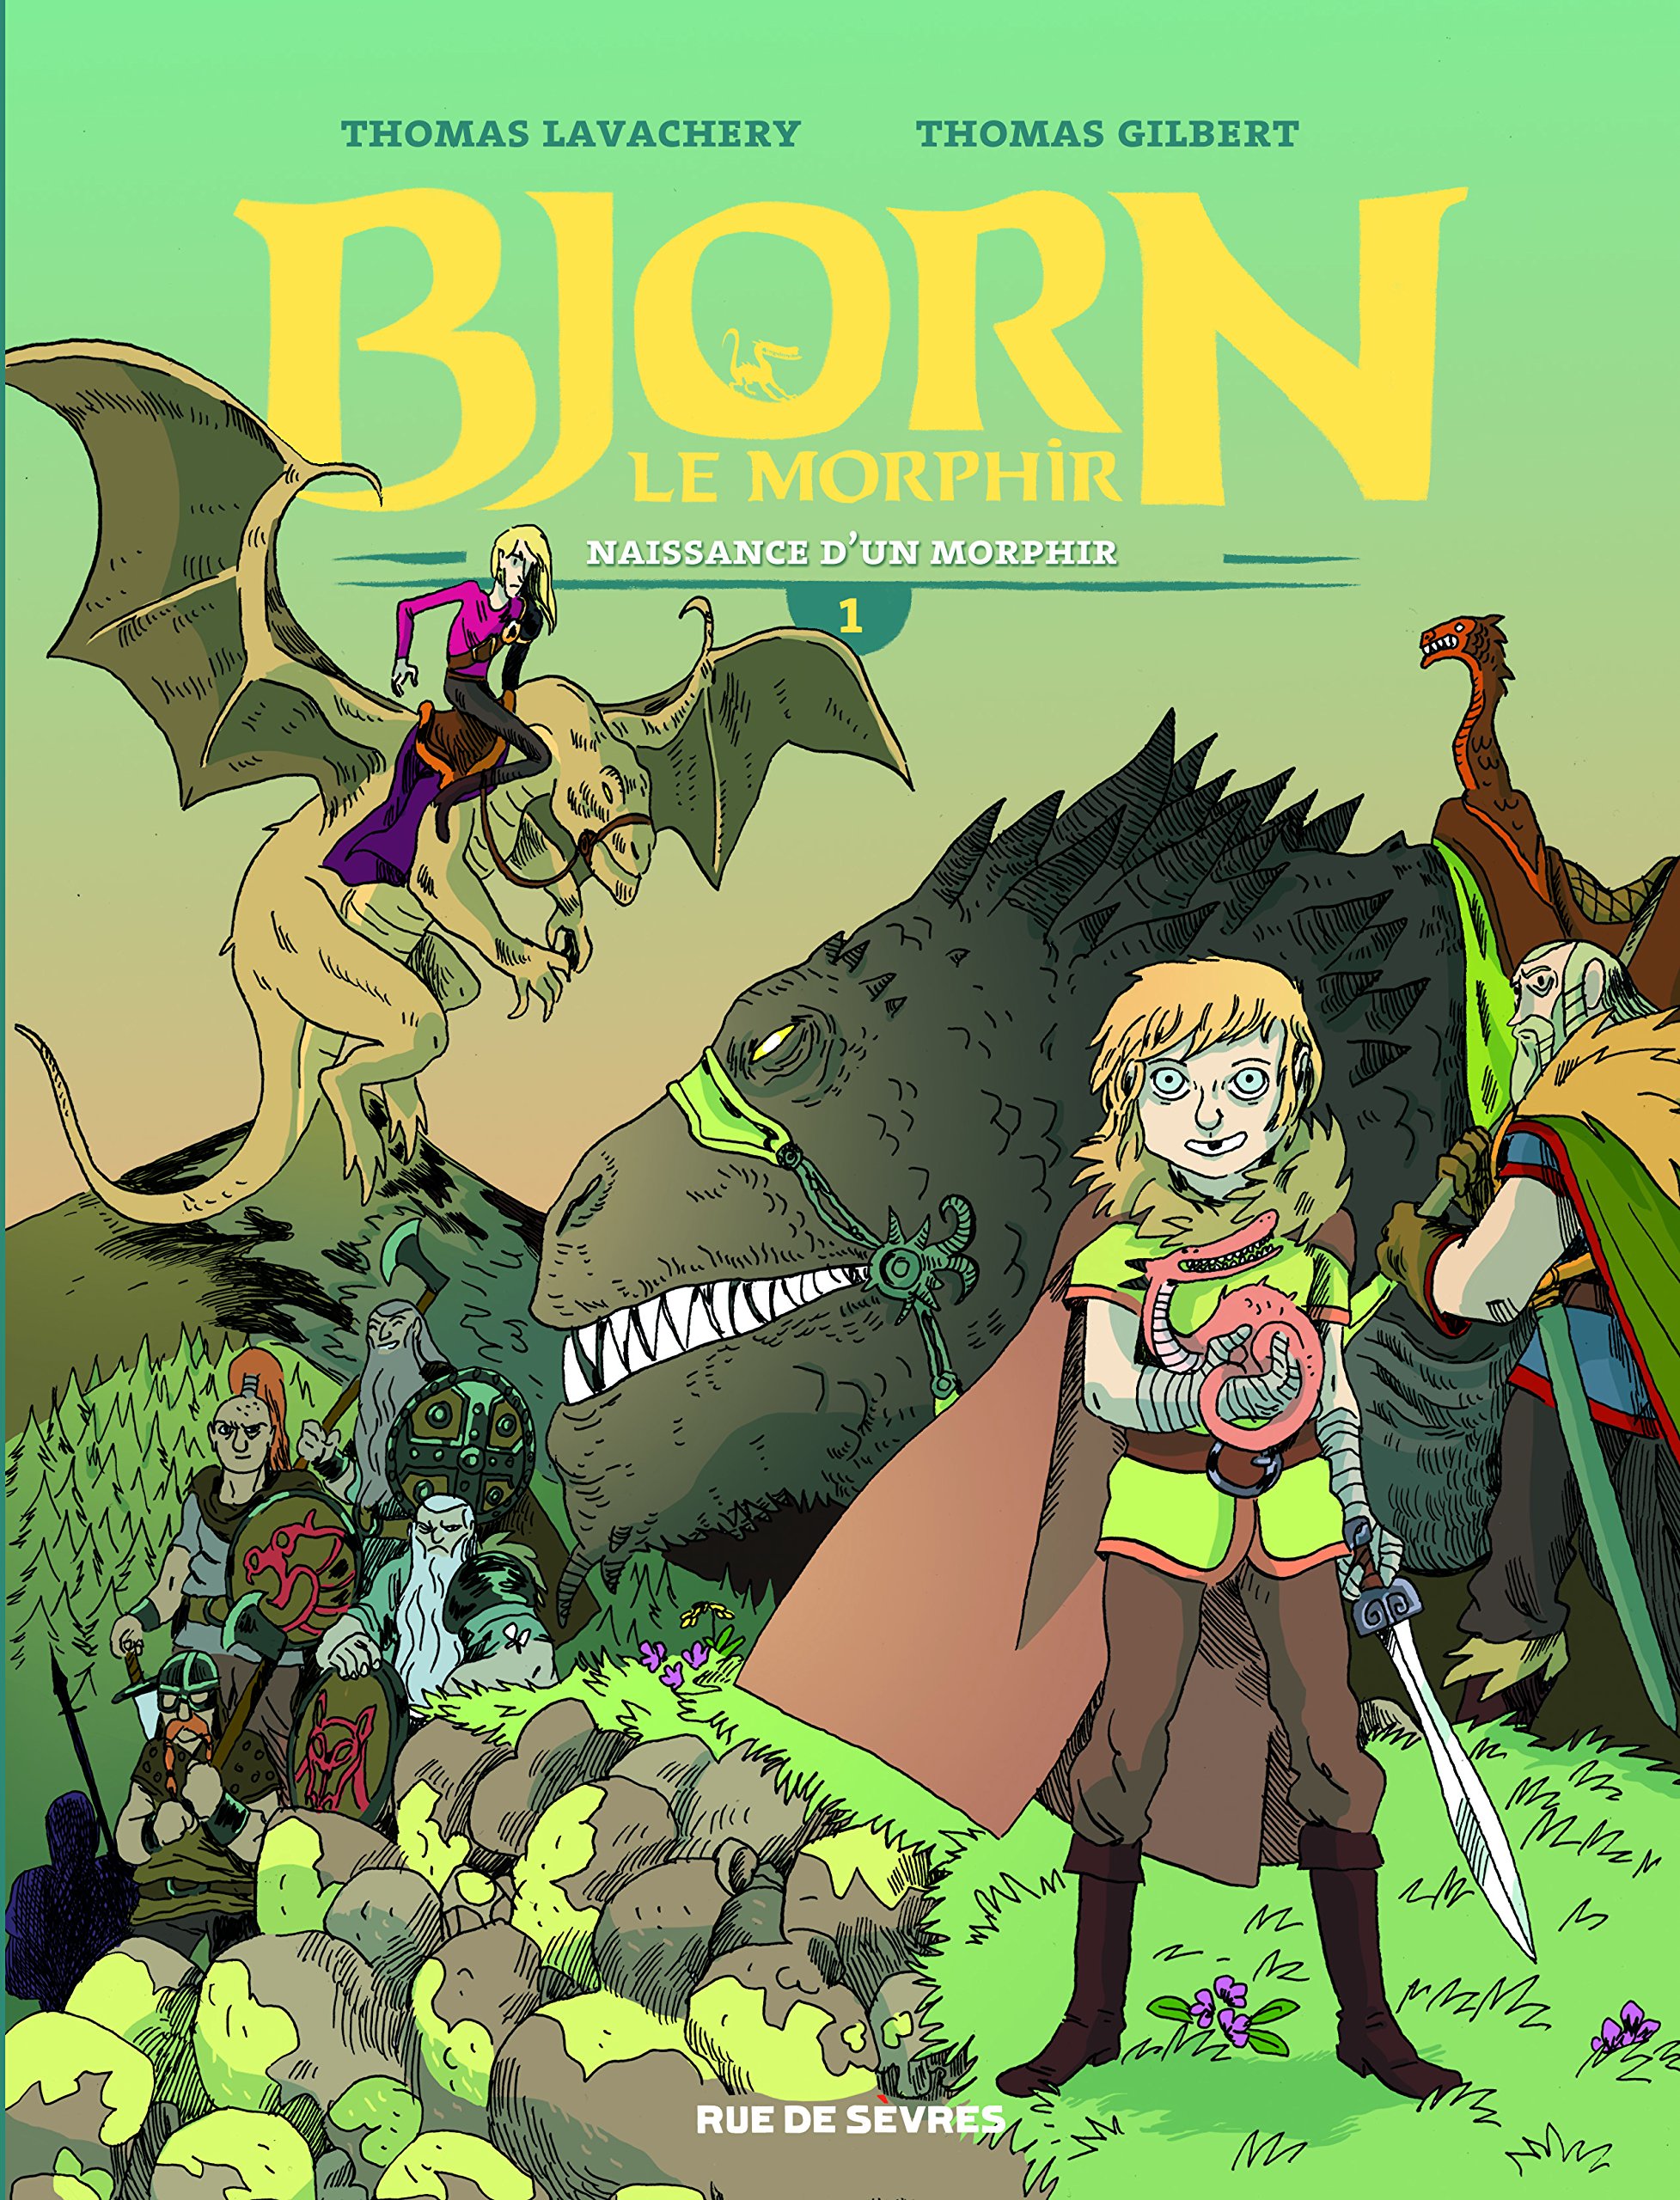 THOMAS LAVACHERY THOMAS GILBERT
BJORN
LE MORPHIR
NAISSANCE D'UN MORPHIR
1
RUE DE SÈVRES